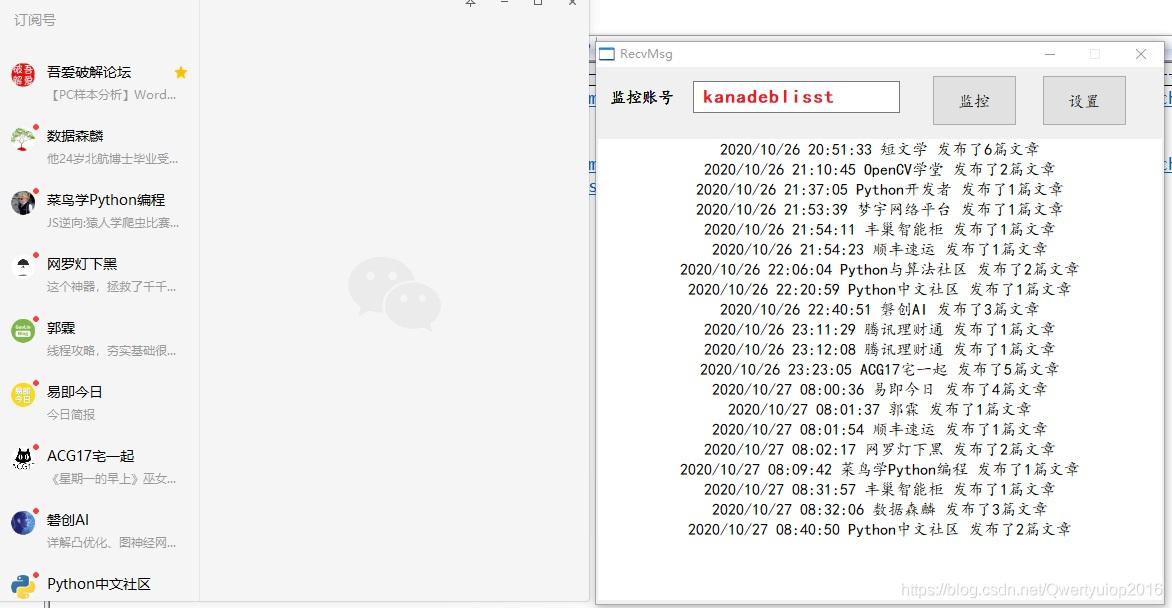 订阅号
吾爱破解论坛
【PC样本分析】Word...
数据森麟
他24岁北航博士毕业受...
菜鸟学Python编程
JS逆向:猿人学爬虫比赛...
网罗灯下黑
这个神器，拯救了千千...
郭霖
线程攻略，夯实基础很...
易即今日
今日简报
ACG17宅一起
《星期一的早上》巫女...
磐创AI
详解凸优化、图神经网...
Python中文社区
RecvMsg
监控账号 kanadeblisst 监控 设置
2020/10/26 20:51:33 短文学 发布了6篇文章
2020/10/26 21:10:45 OpenCV学堂 发布了2篇文章
2020/10/26 21:37:05 Python开发者 发布了1篇文章
2020/10/26 21:53:39 梦宇网络平台 发布了1篇文章
2020/10/26 21:54:11 丰巢智能柜 发布了1篇文章
2020/10/26 21:54:23 顺丰速运 发布了1篇文章
2020/10/26 22:06:04 Python与算法社区 发布了2篇文章
2020/10/26 22:20:59 Python中文社区 发布了1篇文章
2020/10/26 22:40:51 磐创AI 发布了3篇文章
2020/10/26 23:11:29 腾讯理财通 发布了1篇文章
2020/10/26 23:12:08 腾讯理财通 发布了1篇文章
2020/10/26 23:23:05 ACG17宅一起 发布了5篇文章
2020/10/27 08:00:36 易即今日 发布了4篇文章
2020/10/27 08:01:37 郭霖 发布了1篇文章
2020/10/27 08:01:54 顺丰速运 发布了1篇文章
2020/10/27 08:02:17 网罗灯下黑 发布了2篇文章
2020/10/27 08:09:42 菜鸟学Python编程 发布了1篇文章
2020/10/27 08:31:57 丰巢智能柜 发布了1篇文章
2020/10/27 08:32:06 数据森麟 发布了3篇文章
2020/10/27 08:40:50 Python中文社区 发布了2篇文章
https://blog.csdn.net/Qwertyuiop2016